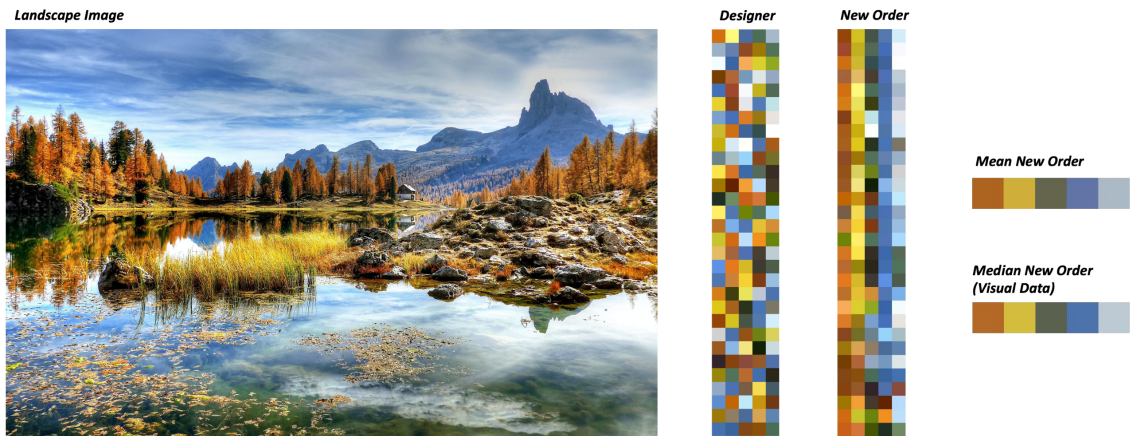 Landscape Image
Designer
New Order
Mean New Order
Median New Order
(Visual Data)